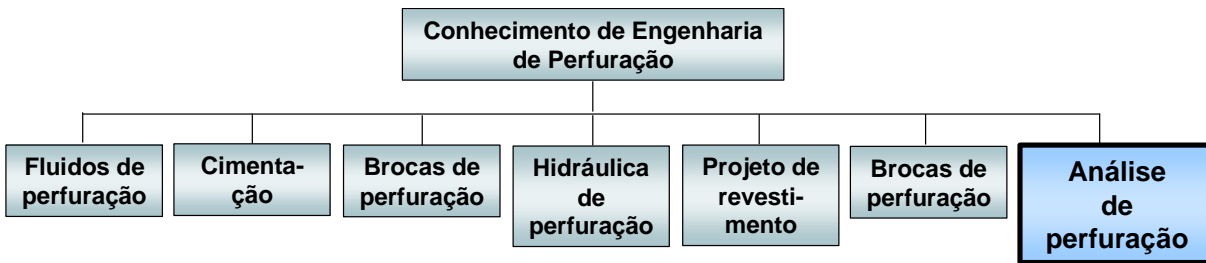 Conhecimento de Engenharia
de Perfuração
Fluidos de
perfuração
Cimenta-
ção
Brocas de
perfuração
Hidráulica
de
perfuração
Projeto de
revesti-
mento
Brocas de
perfuração
Análise
de
perfuração